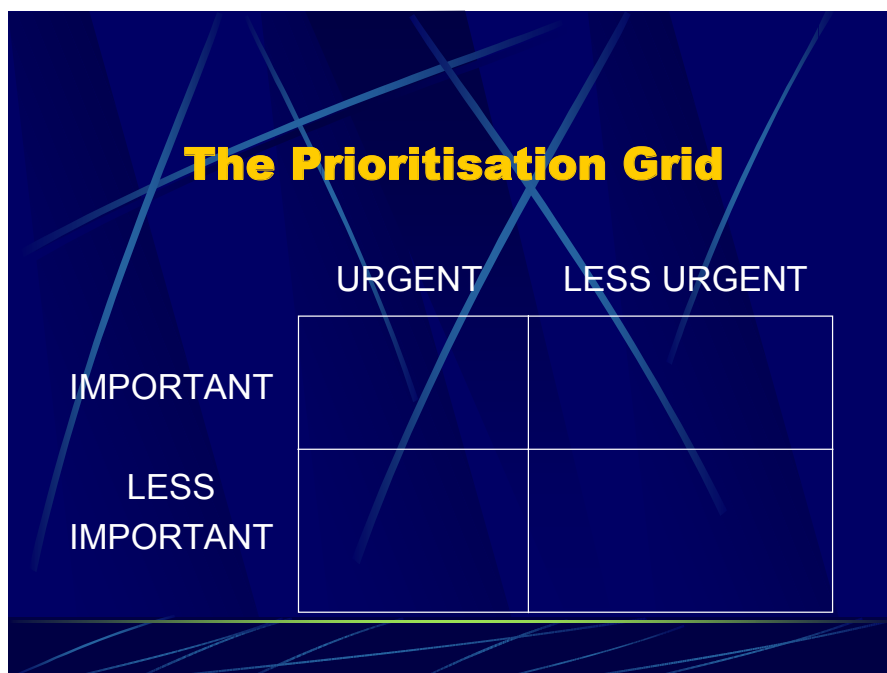 The Prioritisation Grid
URGENT LESS URGENT
IMPORTANT
LESS
IMPORTANT